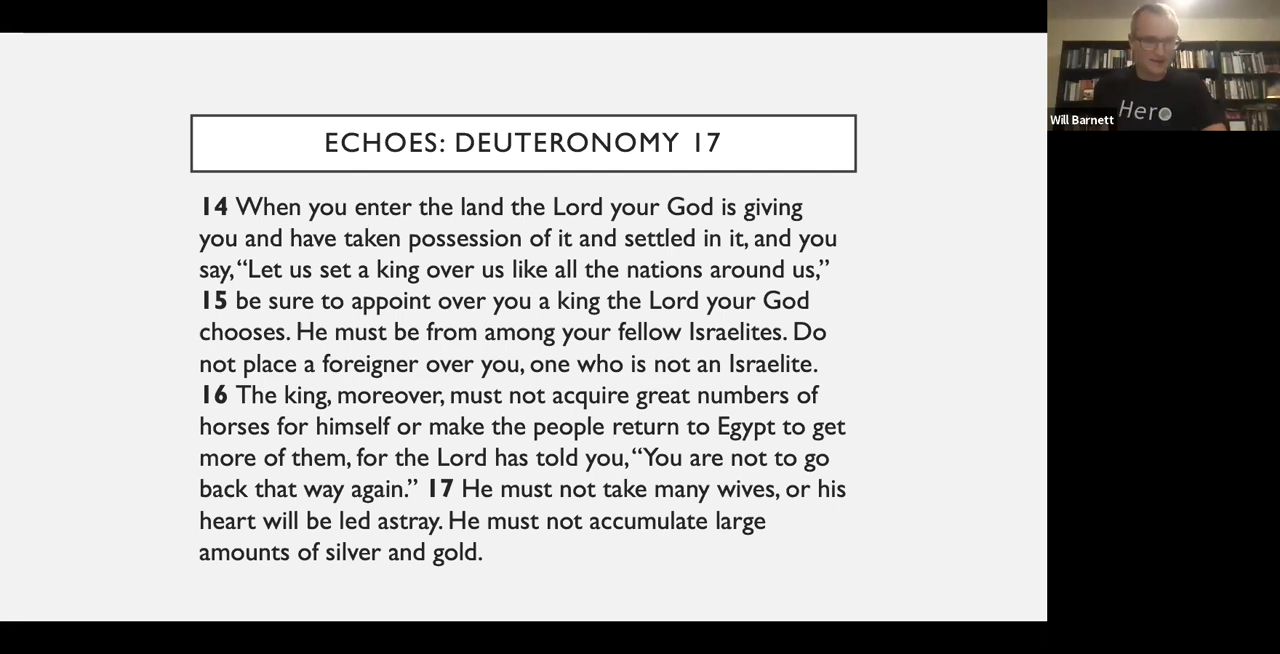 ECHOES: DEUTERONOMY 17
14 When you enter the land the Lord your God is giving
you and have taken possession of it and settled in it, and you
say, “Let us set a king over us like all the nations around us,”
15 be sure to appoint over you a king the Lord your God
chooses. He must be from among your fellow Israelites. Do
not place a foreigner over you, one who is not an Israelite.
16 The king, moreover, must not acquire great numbers of
horses for himself or make the people return to Egypt to get
more of them, for the Lord has told you, “You are not to go
back that way again.” 17 He must not take many wives, or his
heart will be led astray. He must not accumulate large
amounts of silver and gold.
Hero
Will Barnett